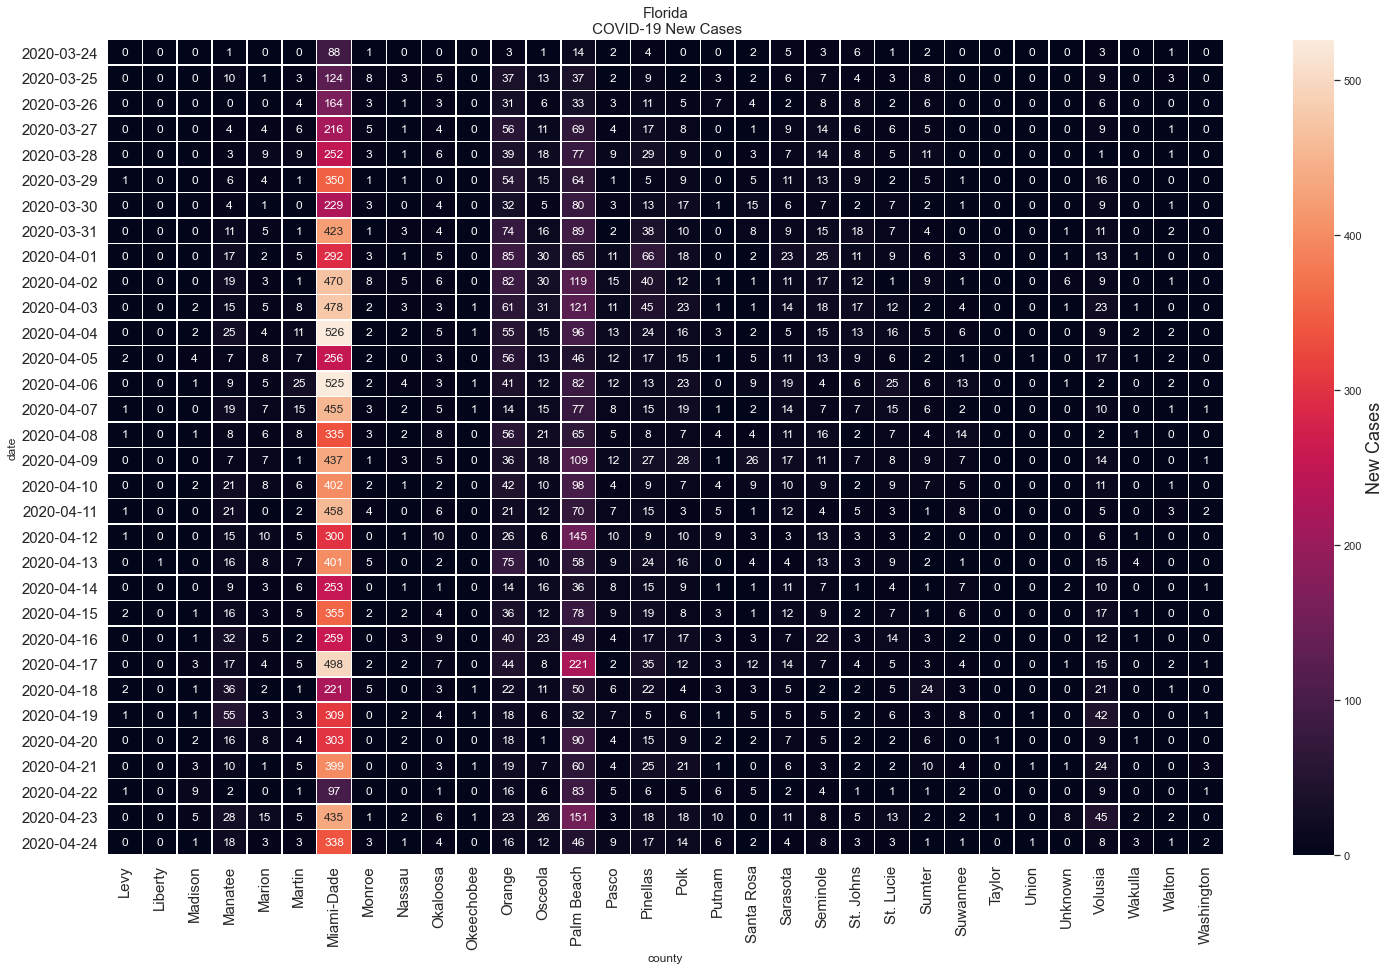 Florida
COVID-19 New Cases
2020-03-24 0 0 0 1 0 0 88 1 0 0 0 3 1 14 2 4 0 0 2 5 3 6 1 2 0 0 0 0 3 0 1 0
2020-03-25 0 0 0 10 1 3 124 8 3 5 0 37 13 37 2 9 2 3 2 6 7 4 3 8 0 0 0 0 9 0 3 0
2020-03-26 0 0 0 0 0 4 164 3 1 3 0 31 6 33 3 11 5 7 4 2 8 8 2 6 0 0 0 0 6 0 0 0
2020-03-27 0 0 0 4 4 6 216 5 1 4 0 56 11 69 4 17 8 0 1 9 14 6 6 5 0 0 0 0 9 0 1 0
2020-03-28 0 0 0 3 9 9 252 3 1 6 0 39 18 77 9 29 9 0 3 7 14 8 5 11 0 0 0 0 1 0 1 0
2020-03-29 1 0 0 6 4 1 350 1 1 0 0 54 15 64 1 5 9 0 5 11 13 9 2 5 1 0 0 0 16 0 0 0
2020-03-30 0 0 0 4 1 0 229 3 0 4 0 32 5 80 3 13 17 1 15 6 7 2 7 2 1 0 0 0 9 0 1 0
2020-03-31 0 0 0 11 5 1 423 1 3 4 0 74 16 89 2 38 10 0 8 9 15 18 7 4 0 0 0 1 11 0 2 0
2020-04-01 0 0 0 17 2 5 292 3 1 5 0 85 30 65 11 66 18 0 2 23 25 11 9 6 3 0 0 1 13 1 0 0
2020-04-02 0 0 0 19 3 1 470 8 5 6 0 82 30 119 15 40 12 1 1 11 17 12 1 9 1 0 0 6 9 0 1 0
2020-04-03 0 0 2 15 5 8 478 2 3 3 1 61 31 121 11 45 23 1 1 14 18 17 12 2 4 0 0 1 23 1 0 0
2020-04-04 0 0 2 25 4 11 526 2 2 5 1 55 15 96 13 24 16 3 2 5 15 13 16 5 6 0 0 0 9 2 2 0
2020-04-05 2 0 4 7 8 7 256 2 0 3 0 56 13 46 12 17 15 1 5 11 13 9 6 2 1 0 1 0 17 1 2 0
2020-04-06 0 0 1 9 5 25 525 2 4 3 1 41 12 82 12 13 23 0 9 19 4 6 25 6 13 0 0 1 2 0 2 0
2020-04-07 1 0 0 19 7 15 455 3 2 5 1 14 15 77 8 15 19 1 2 14 7 7 15 6 2 0 0 0 10 0 1 1
2020-04-08 1 0 1 8 6 8 335 3 2 8 0 56 21 65 5 8 7 4 4 11 16 2 7 4 14 0 0 0 2 1 0 0
2020-04-09 0 0 0 7 7 1 437 1 3 5 0 36 18 109 12 27 28 1 26 17 11 7 8 9 7 0 0 0 14 0 0 1
2020-04-10 0 0 2 21 8 6 402 2 1 2 0 42 10 98 4 9 7 4 9 10 9 2 9 7 5 0 0 0 11 0 1 0
2020-04-11 1 0 0 21 0 2 458 4 0 6 0 21 12 70 7 15 3 5 1 12 4 5 3 1 8 0 0 0 5 0 3 2
2020-04-12 1 0 0 15 10 5 300 0 1 10 0 26 6 145 10 9 10 9 3 3 13 3 3 2 0 0 0 0 6 1 0 0
2020-04-13 0 1 0 16 8 7 401 5 0 2 0 75 10 58 9 24 16 0 4 4 13 3 9 2 1 0 0 0 15 4 0 0
2020-04-14 0 0 0 9 3 6 253 0 1 1 0 14 16 36 8 15 9 1 1 11 7 1 4 1 7 0 0 2 10 0 0 1
2020-04-15 2 0 1 16 3 5 355 2 2 4 0 36 12 78 9 19 8 3 1 12 9 2 7 1 6 0 0 0 17 1 0 0
2020-04-16 0 0 1 32 5 2 259 0 3 9 0 40 23 49 4 17 17 3 3 7 22 3 14 3 2 0 0 0 12 1 0 0
2020-04-17 0 0 3 17 4 5 498 2 2 7 0 44 8 221 2 35 12 3 12 14 7 4 5 3 4 0 0 1 15 0 2 1
2020-04-18 2 0 1 36 2 1 221 5 0 3 1 22 11 50 6 22 4 3 3 5 2 2 5 24 3 0 0 0 21 0 1 0
2020-04-19 1 0 1 55 3 3 309 0 2 4 1 18 6 32 7 5 6 1 5 5 5 2 6 3 8 0 1 0 42 0 0 1
2020-04-20 0 0 2 16 8 4 303 0 2 0 0 18 1 90 4 15 9 2 2 7 5 2 2 6 0 1 0 0 9 1 0 0
2020-04-21 0 0 3 10 1 5 399 0 0 3 1 19 7 60 4 25 21 1 0 6 3 2 2 10 4 0 1 1 24 0 0 3
2020-04-22 1 0 9 2 0 1 97 0 0 1 0 16 6 83 5 6 5 6 5 2 4 1 1 1 2 0 0 0 9 0 0 1
2020-04-23 0 0 5 28 15 5 435 1 2 6 1 23 26 151 3 18 18 10 0 11 8 5 13 2 2 1 0 8 45 2 2 0
2020-04-24 0 0 1 18 3 3 338 3 1 4 0 16 12 46 9 17 14 6 2 4 8 3 3 1 1 0 1 0 8 3 1 2
date
Levy Liberty Madison Manatee Marion Martin Miami-Dade Monroe Nassau Okaloosa Okeechobee Orange Osceola Palm Beach Pasco Pinellas Polk Putnam Santa Rosa Sarasota Seminole St. Johns St. Lucie Sumter Suwannee Taylor Union Unknown Volusia Wakulla Walton Washington
county
500
400
300
200
100
0
New Cases